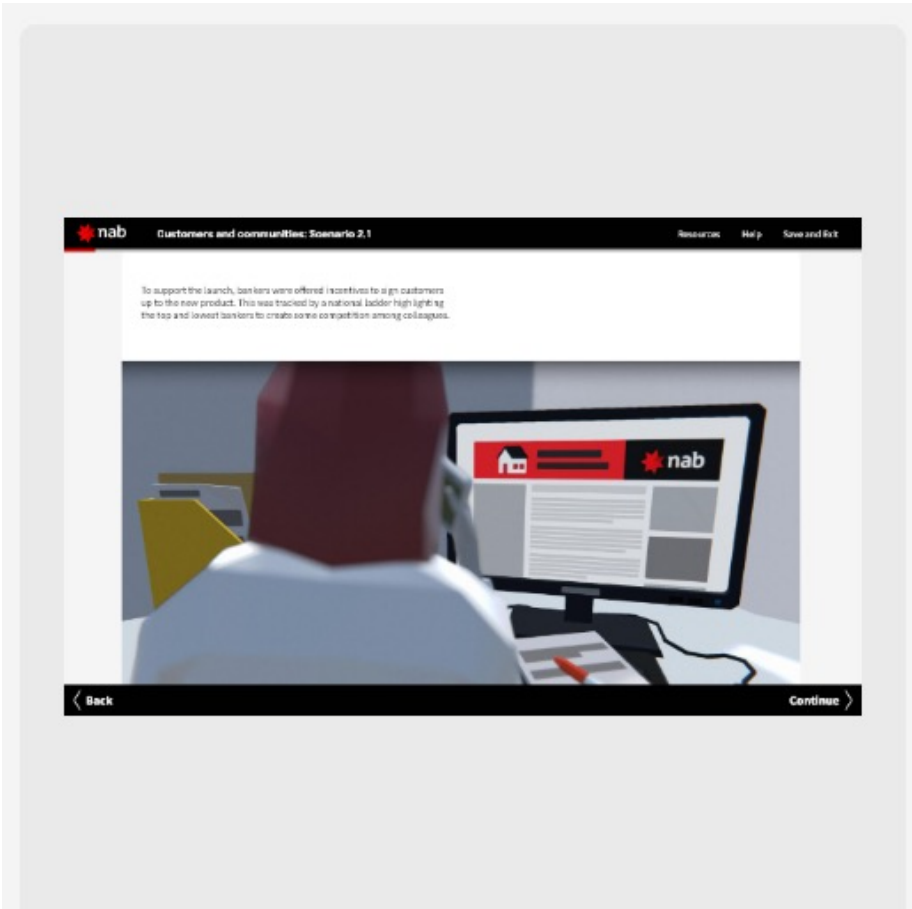 nab
Customers and communities: Scenario 2.1
Resources
Help
Save and Exit
To support the launch, bankers were offered incentives to sign customers
up to the new product. This was tracked by a national ladder highlighting
the top and lowest bankers to create some competition among colleagues.
nab
Back
Continue